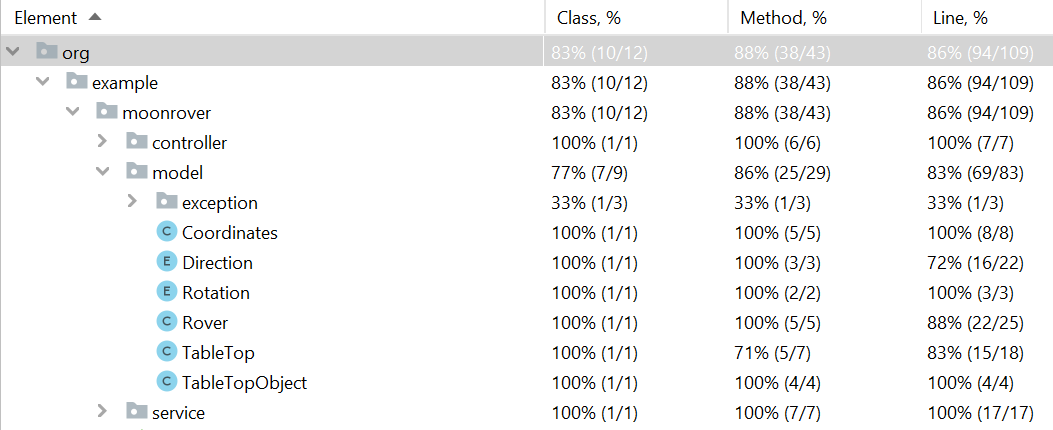 Element Class, % Method, % Line, %
org 83% (10/12) 88% (38/43) 86% (94/109)
example 83% (10/12) 88% (38/43) 86% (94/109)
moonrover 83% (10/12) 88% (38/43) 86% (94/109)
controller 100% (1/1) 100% (6/6) 100% (7/7)
model 77% (7/9) 86% (25/29) 83% (69/83)
exception 33% (1/3) 33% (1/3) 33% (1/3)
C Coordinates 100% (1/1) 100% (5/5) 100% (8/8)
E Direction 100% (1/1) 100% (3/3) 72% (16/22)
E Rotation 100% (1/1) 100% (2/2) 100% (3/3)
C Rover 100% (1/1) 100% (5/5) 88% (22/25)
C TableTop 100% (1/1) 71% (5/7) 83% (15/18)
C TableTopObject 100% (1/1) 100% (4/4) 100% (4/4)
service 100% (1/1) 100% (7/7) 100% (17/17)